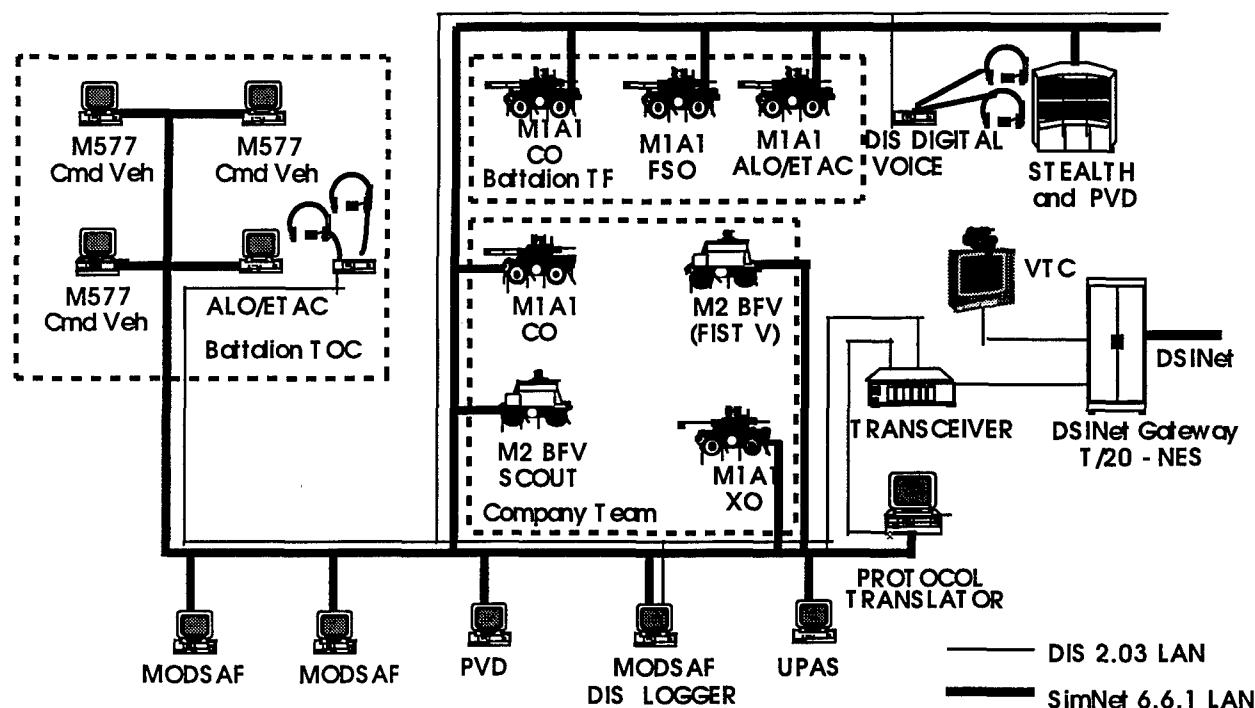 M577
Cmd Veh
M577
Cmd Veh
M577
Cmd Veh
ALO/ETAC
Battalion TOC
M1A1
CO
Battalion TF
M1A1
FSO
M1A1
ALO/ETAC
DIS DIGITAL
VOICE
STEALTH
and PVD
M1A1
CO
M2 BFV
(FIST V)
M2 BFV
SCOUT
M1A1
XO
Company Team
VTC
TRANSCEIVER
DSINet
DSINet Gateway
T/20 - NES
PROTOCOL
TRANSLATOR
MODSAF
MODSAF
PVD
MODSAF
DIS LOGGER
UPAS
DIS 2.03 LAN
SimNet 6.6.1 LAN